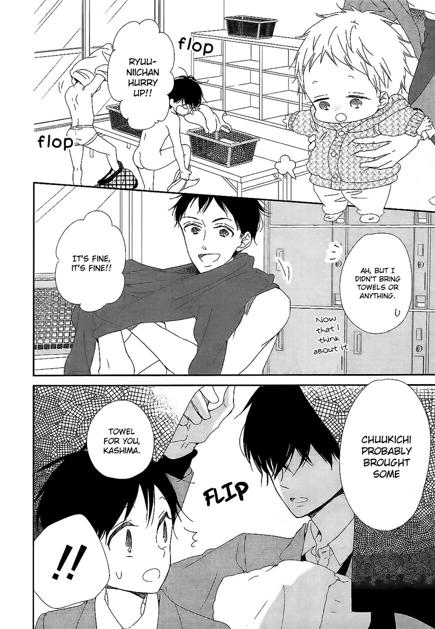 flop
RYUU-
NIICHAN
HURRY
UP!!
flop
AH, BUT I
DIDN'T BRING
TOWELS OR
ANYTHING.
Now
that I
think
about it
IT'S FINE,
IT'S FINE!!
CHUUKICHI
PROBABLY
BROUGHT
SOME
TOWEL
FOR YOU,
KASHIMA.
FLIP
!!